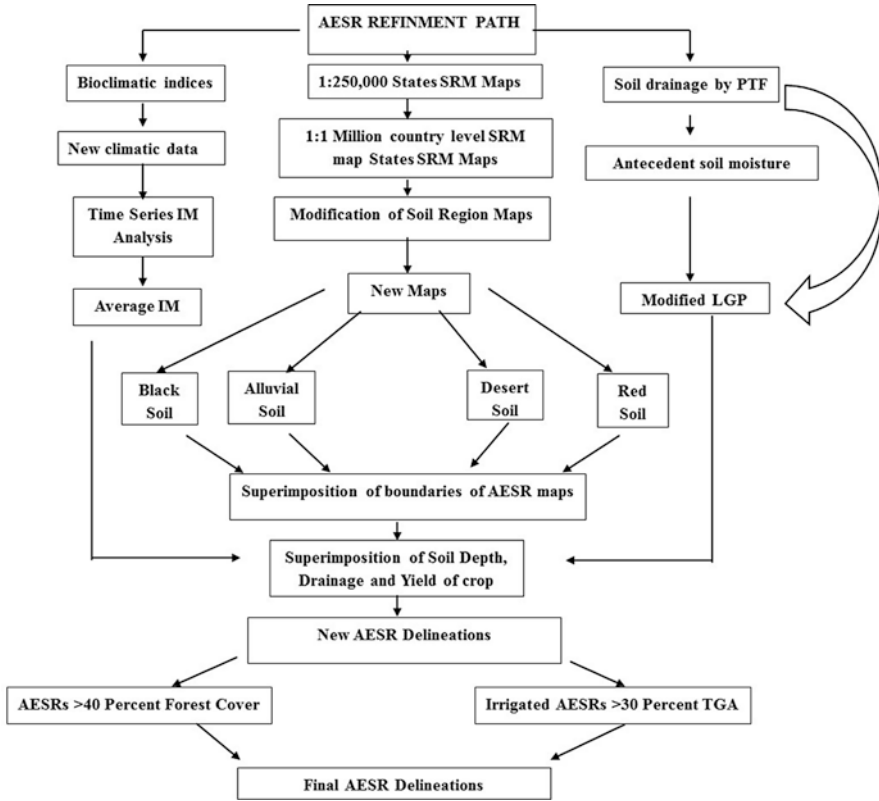 AESR REFINMENT PATH
Bioclimatic indices
1:250,000 States SRM Maps
Soil drainage by PTF
New climatic data
1:1 Million country level SRM
map States SRM Maps
Antecedent soil moisture
Time Series IM
Analysis
Modification of Soil Region Maps
Average IM
New Maps
Modified LGP
Black
Soil
Alluvial
Soil
Desert
Soil
Red
Soil
Superimposition of boundaries of AESR maps
Superimposition of Soil Depth,
Drainage and Yield of crop
New AESR Delineations
AESRs >40 Percent Forest Cover
Irrigated AESRs >30 Percent TGA
Final AESR Delineations